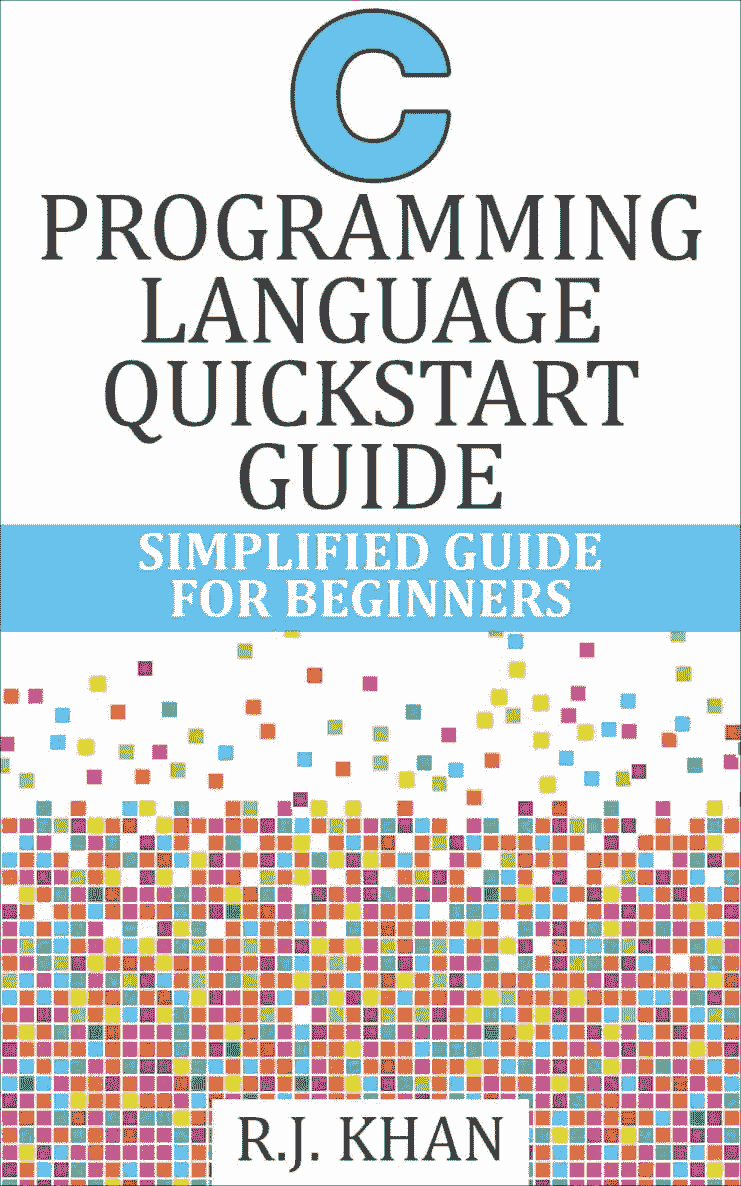 C
PROGRAMMING
LANGUAGE
QUICKSTART
GUIDE
SIMPLIFIED GUIDE
FOR BEGINNERS
R.J. KHAN